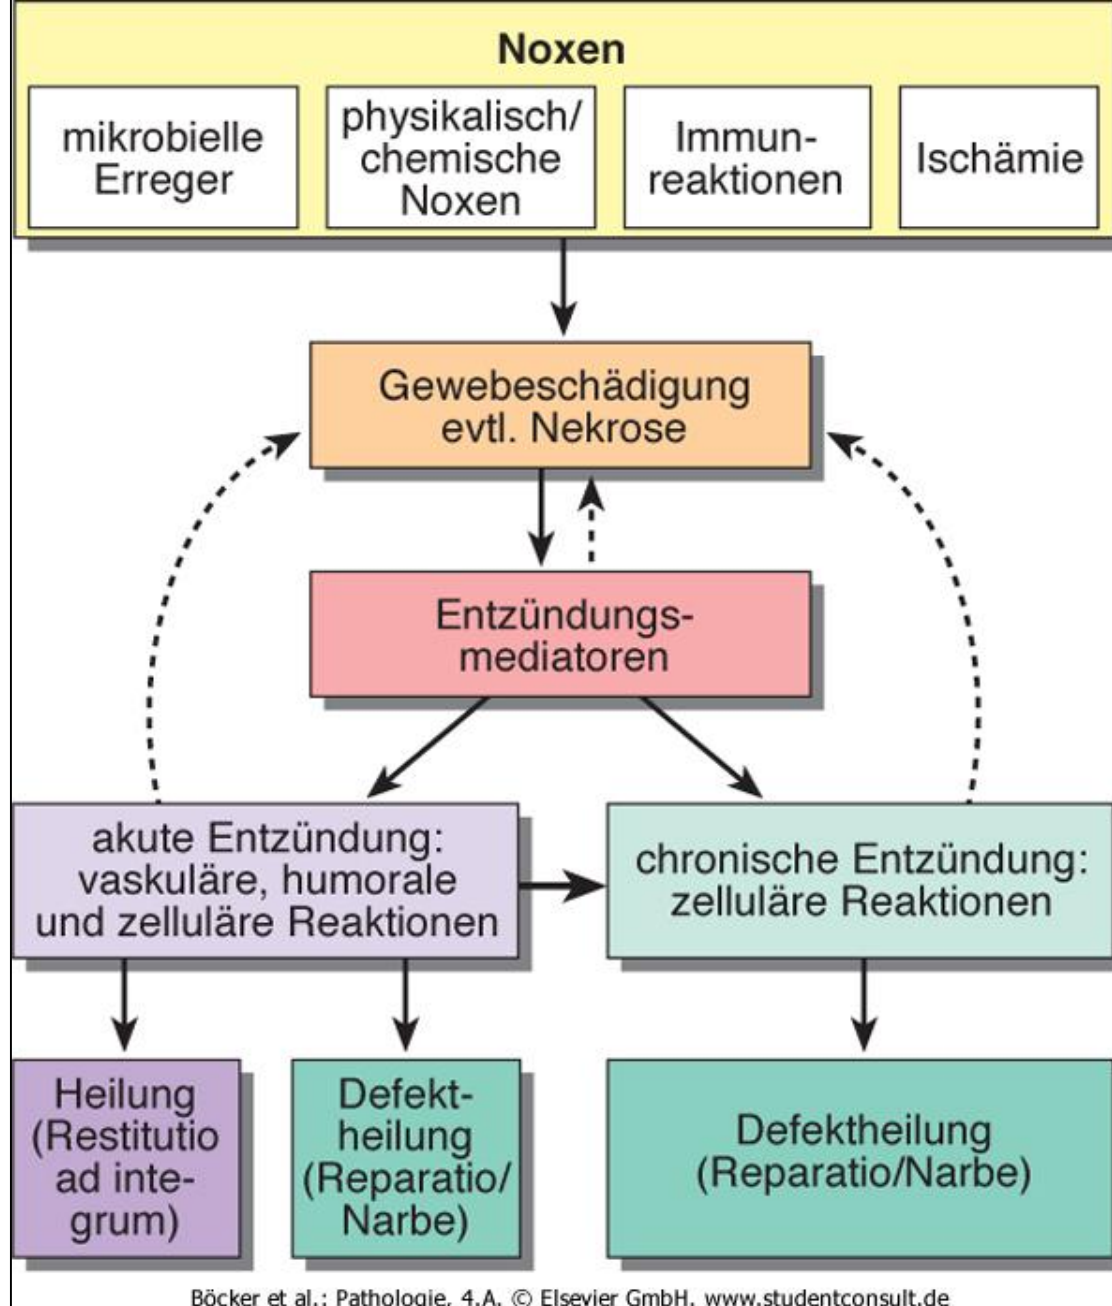 Noxen
mikrobielle
Erreger
physikalisch/
chemische
Noxen
Immun-
reaktionen
Ischämie
Gewebeschädigung
evtl. Nekrose
Entzündungs-
mediatoren
akute Entzündung:
vaskuläre, humorale
und zelluläre Reaktionen
chronische Entzündung:
zelluläre Reaktionen
Heilung
(Restitutio
ad inte-
grum)
Defekt-
heilung
(Reparatio/
Narbe)
Defektheilung
(Reparatio/Narbe)
Böcker et al.: Pathologie, 4.A. © Elsevier GmbH. www.studentconsult.de